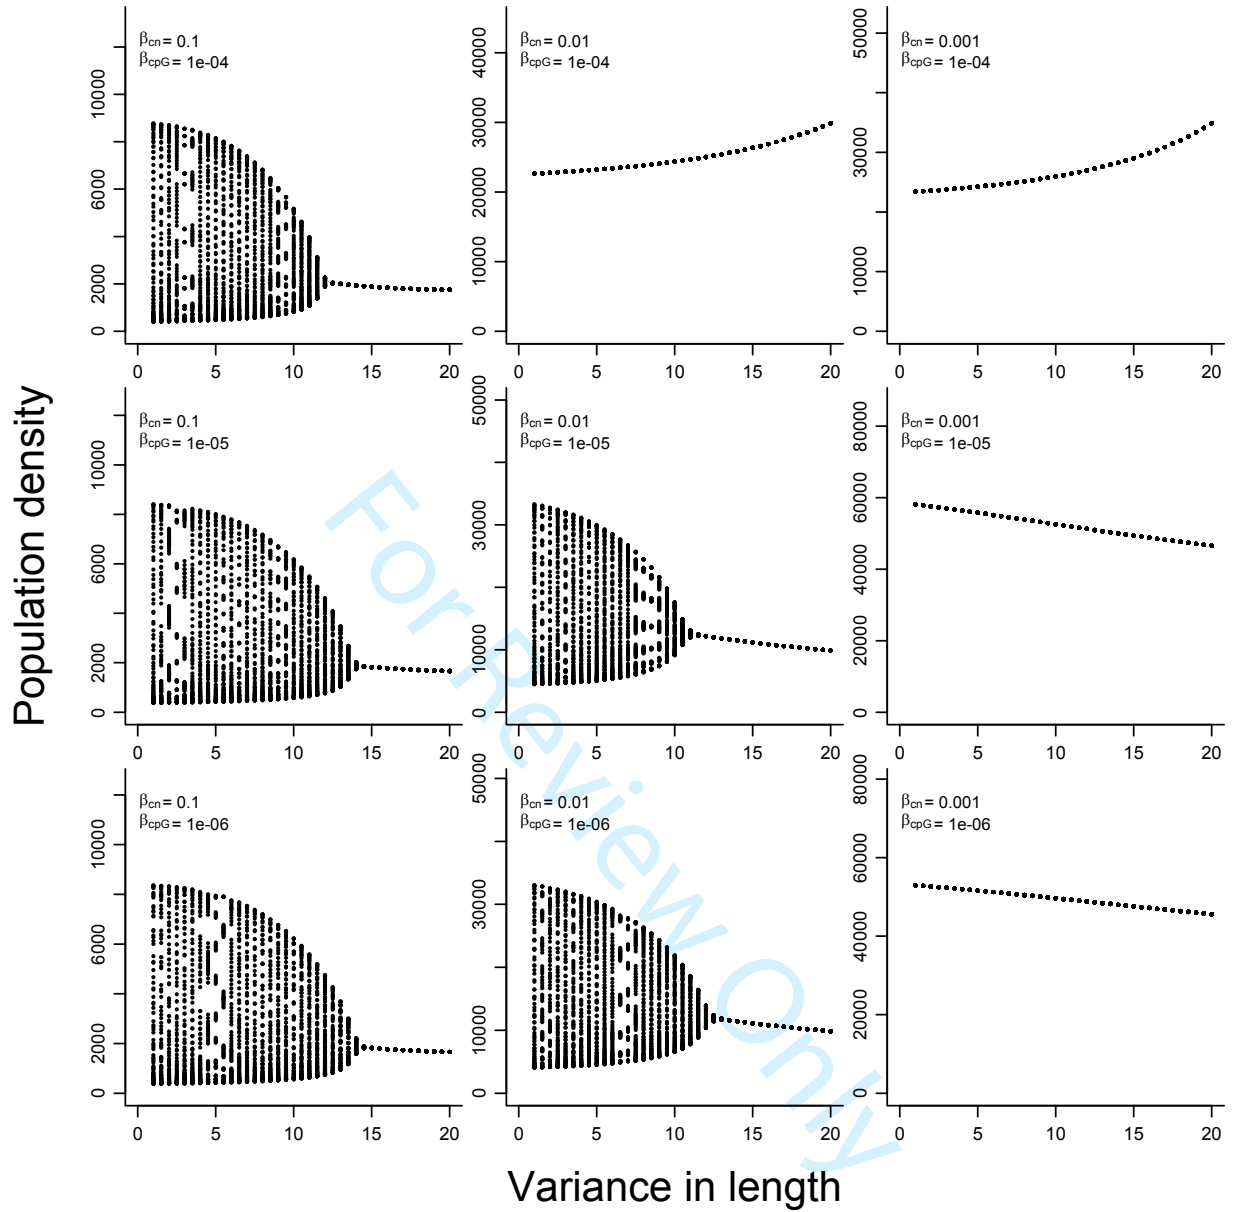 βcn = 0.1
βcpG = 1e-04
0 2000 6000 10000
0 5 10 15 20
βcn = 0.01
βcpG = 1e-04
0 10000 20000 30000 40000
0 5 10 15 20
βcn = 0.001
βcpG = 1e-04
0 10000 30000 50000
0 5 10 15 20
Population density
βcn = 0.1
βcpG = 1e-05
0 2000 6000 10000
0 5 10 15 20
βcn = 0.01
βcpG = 1e-05
0 10000 30000 50000
0 5 10 15 20
βcn = 0.001
βcpG = 1e-05
0 20000 40000 60000 80000
0 5 10 15 20
βcn = 0.1
βcpG = 1e-06
0 2000 6000 10000
0 5 10 15 20
βcn = 0.01
βcpG = 1e-06
0 10000 30000 50000
0 5 10 15 20
βcn = 0.001
βcpG = 1e-06
0 20000 40000 60000 80000
0 5 10 15 20
Variance in length
For Review Only